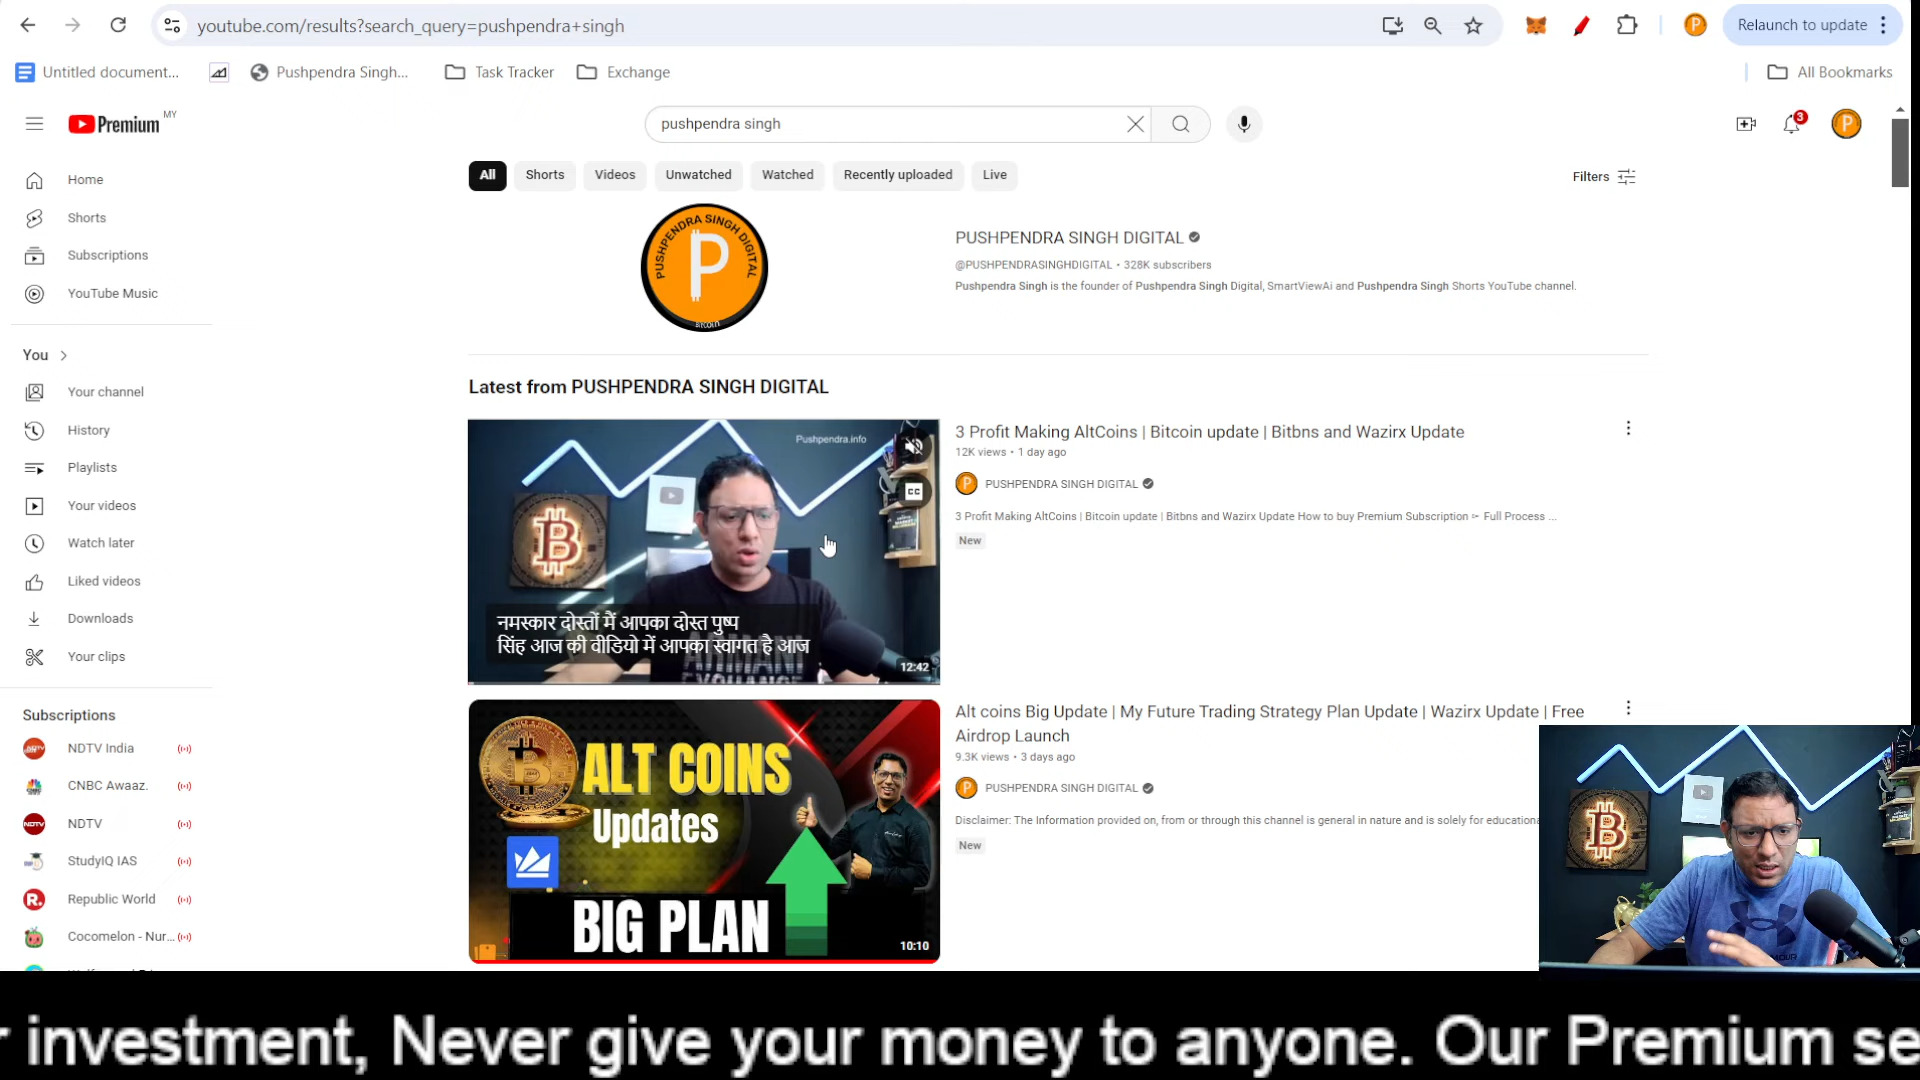 youtube.com/results?search_query=pushpendra+singh
Relaunch to update
Untitled document...
Pushpendra Singh...
Task Tracker
Exchange
All Bookmarks
Premium MY
pushpendra singh
3
P
Home
Shorts
Subscriptions
YouTube Music
You
Your channel
History
Playlists
Your videos
Watch later
Liked videos
Downloads
Your clips
Subscriptions
NDTV India
CNBC Awaaz.
NDTV
StudyIQ IAS
Republic World
Cocomelon - Nur...
All
Shorts
Videos
Unwatched
Watched
Recently uploaded
Live
Filters
PUSHPENDRA SINGH DIGITAL
P
Bitcoin
PUSHPENDRA SINGH DIGITAL
@PUSHPENDRASINGHDIGITAL • 328K subscribers
Pushpendra Singh is the founder of Pushpendra Singh Digital, SmartViewAi and Pushpendra Singh Shorts YouTube channel.
Latest from PUSHPENDRA SINGH DIGITAL
Pushpendra.info
CC
नमस्कार दोस्तों मैं आपका दोस्त पुष्प
सिंह आज की वीडियो में आपका स्वागत है आज
12:42
3 Profit Making AltCoins | Bitcoin update | Bitbns and Wazirx Update
12K views • 1 day ago
PUSHPENDRA SINGH DIGITAL
3 Profit Making AltCoins | Bitcoin update | Bitbns and Wazirx Update How to buy Premium Subscription ➣ Full Process ...
New
ALT COINS
Updates
BIG PLAN
10:10
Alt coins Big Update | My Future Trading Strategy Plan Update | Wazirx Update | Free
Airdrop Launch
9.3K views • 3 days ago
PUSHPENDRA SINGH DIGITAL
Disclaimer: The Information provided on, from or through this channel is general in nature and is solely for educationa
New
investment, Never give your money to anyone. Our Premium se